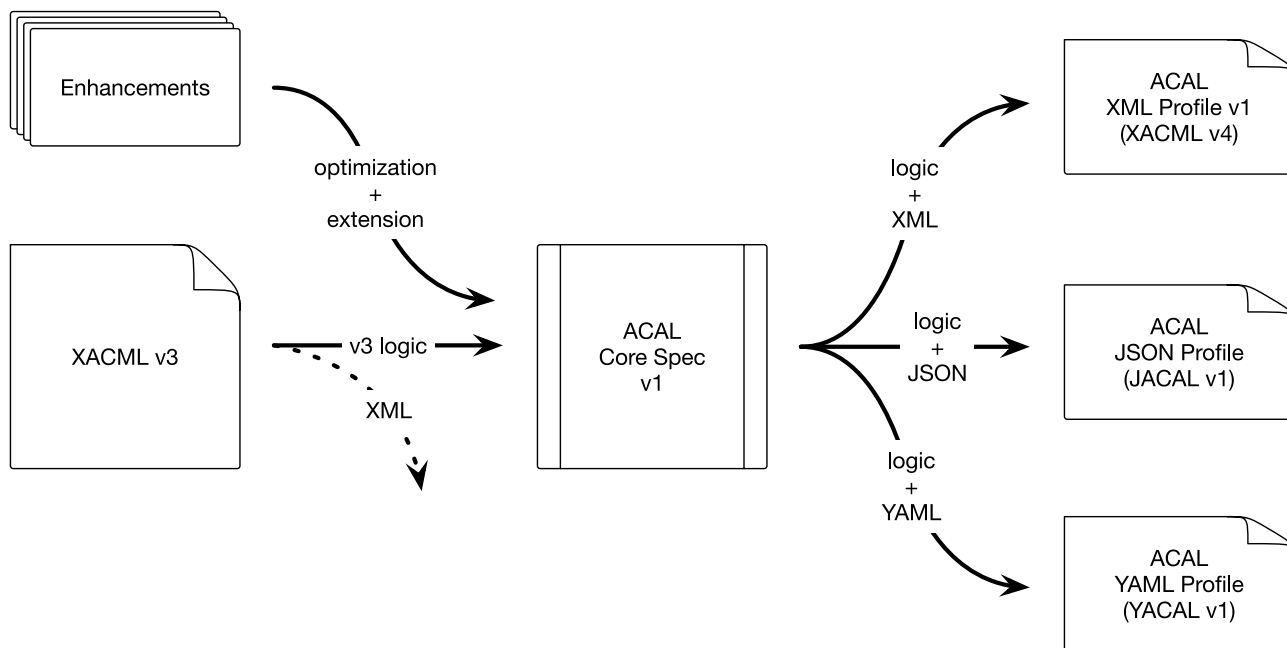 Enhancements
optimization
+
extension
XACML v3
v3 logic
XML
ACAL
Core Spec
v1
logic
+
XML
logic
+
JSON
logic
+
YAML
ACAL
XML Profile v1
(XACML v4)
ACAL
JSON Profile
(JACAL v1)
ACAL
YAML Profile
(YACAL v1)